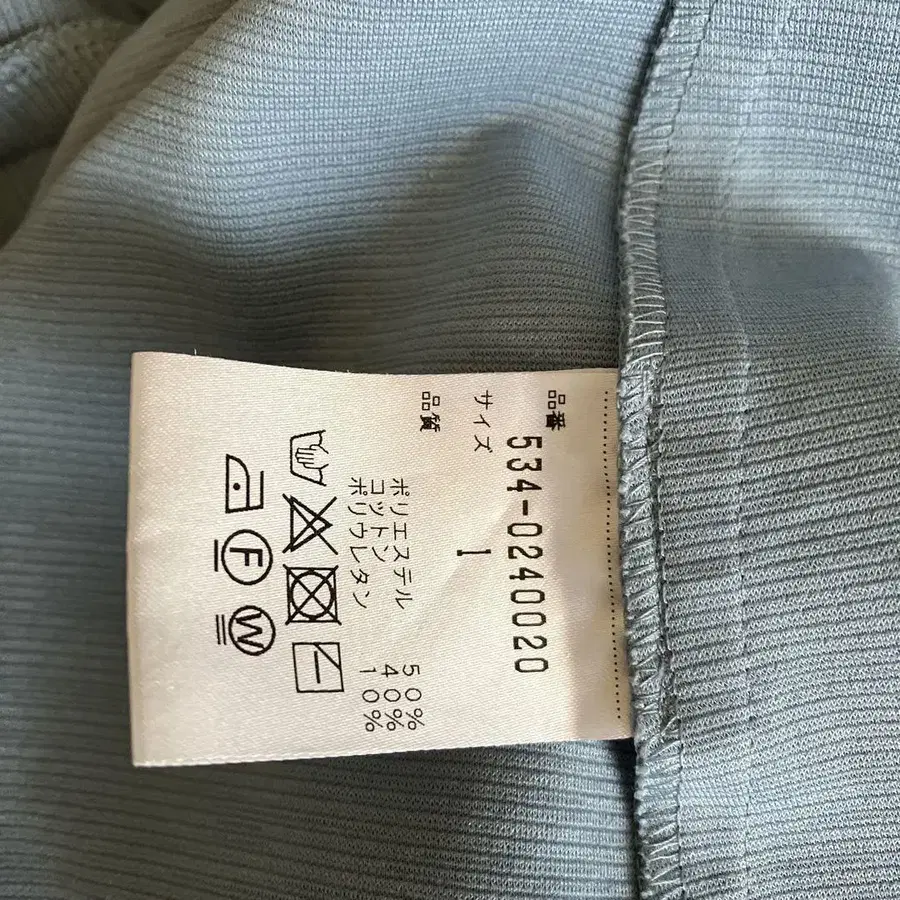 品番 534-0240020
サイズ 1
品質
ポリエステル 50%
コットン 40%
ポリウレタン 10%
F W